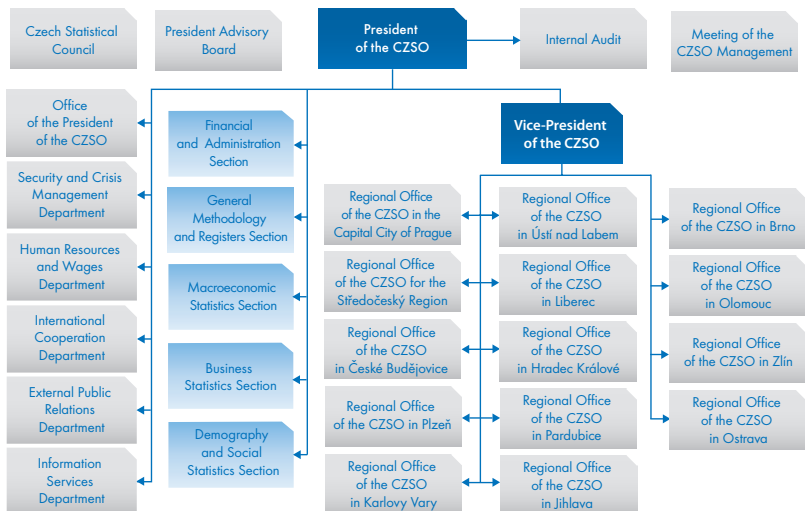 Czech Statistical
Council
President Advisory
Board
President
of the CZSO
Internal Audit
Meeting of the
CZSO Management
Office
of the President
of the CZSO
Security and Crisis
Management
Department
Human Resources
and Wages
Department
International
Cooperation
Department
External Public
Relations
Department
Information
Services
Department
Financial
and Administration
Section
General
Methodology
and Registers Section
Macroeconomic
Statistics Section
Business
Statistics Section
Demography
and Social
Statistics Section
Vice-President
of the CZSO
Regional Office
of the CZSO in the
Capital City of Prague
Regional Office
of the CZSO for the
Středočeský Region
Regional Office
of the CZSO
in České Budějovice
Regional Office
of the CZSO in Plzeň
Regional Office
of the CZSO
in Karlovy Vary
Regional Office
of the CZSO
in Ústí nad Labem
Regional Office
of the CZSO
in Liberec
Regional Office
of the CZSO
in Hradec Králové
Regional Office
of the CZSO
in Pardubice
Regional Office
of the CZSO
in Jihlava
Regional Office
of the CZSO in Brno
Regional Office
of the CZSO
in Olomouc
Regional Office
of the CZSO in Zlín
Regional Office
of the CZSO
in Ostrava